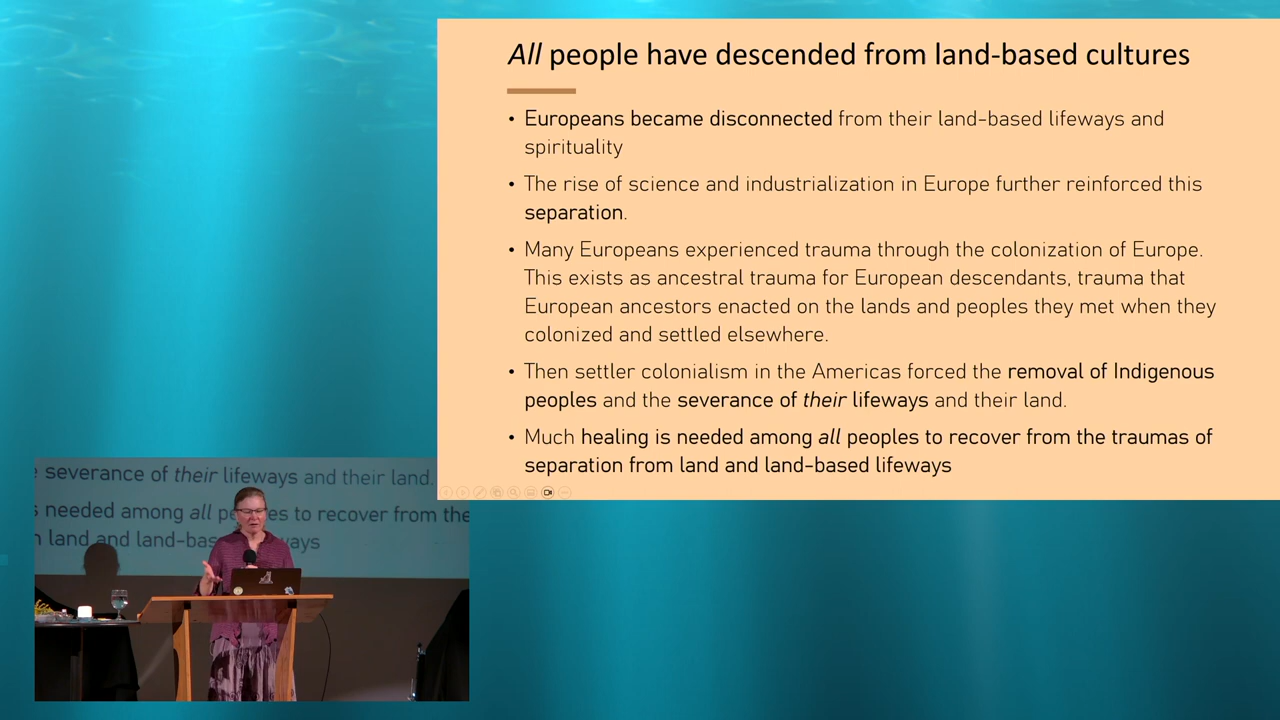 All people have descended from land-based cultures
• Europeans became disconnected from their land-based lifeways and
spirituality
• The rise of science and industrialization in Europe further reinforced this
separation.
• Many Europeans experienced trauma through the colonization of Europe.
This exists as ancestral trauma for European descendants, trauma that
European ancestors enacted on the lands and peoples they met when they
colonized and settled elsewhere.
• Then settler colonialism in the Americas forced the removal of Indigenous
peoples and the severance of their lifeways and their land.
• Much healing is needed among all peoples to recover from the traumas of
separation from land and land-based lifeways
severance of their lifeways and their land.
needed among all to recover from the
land and